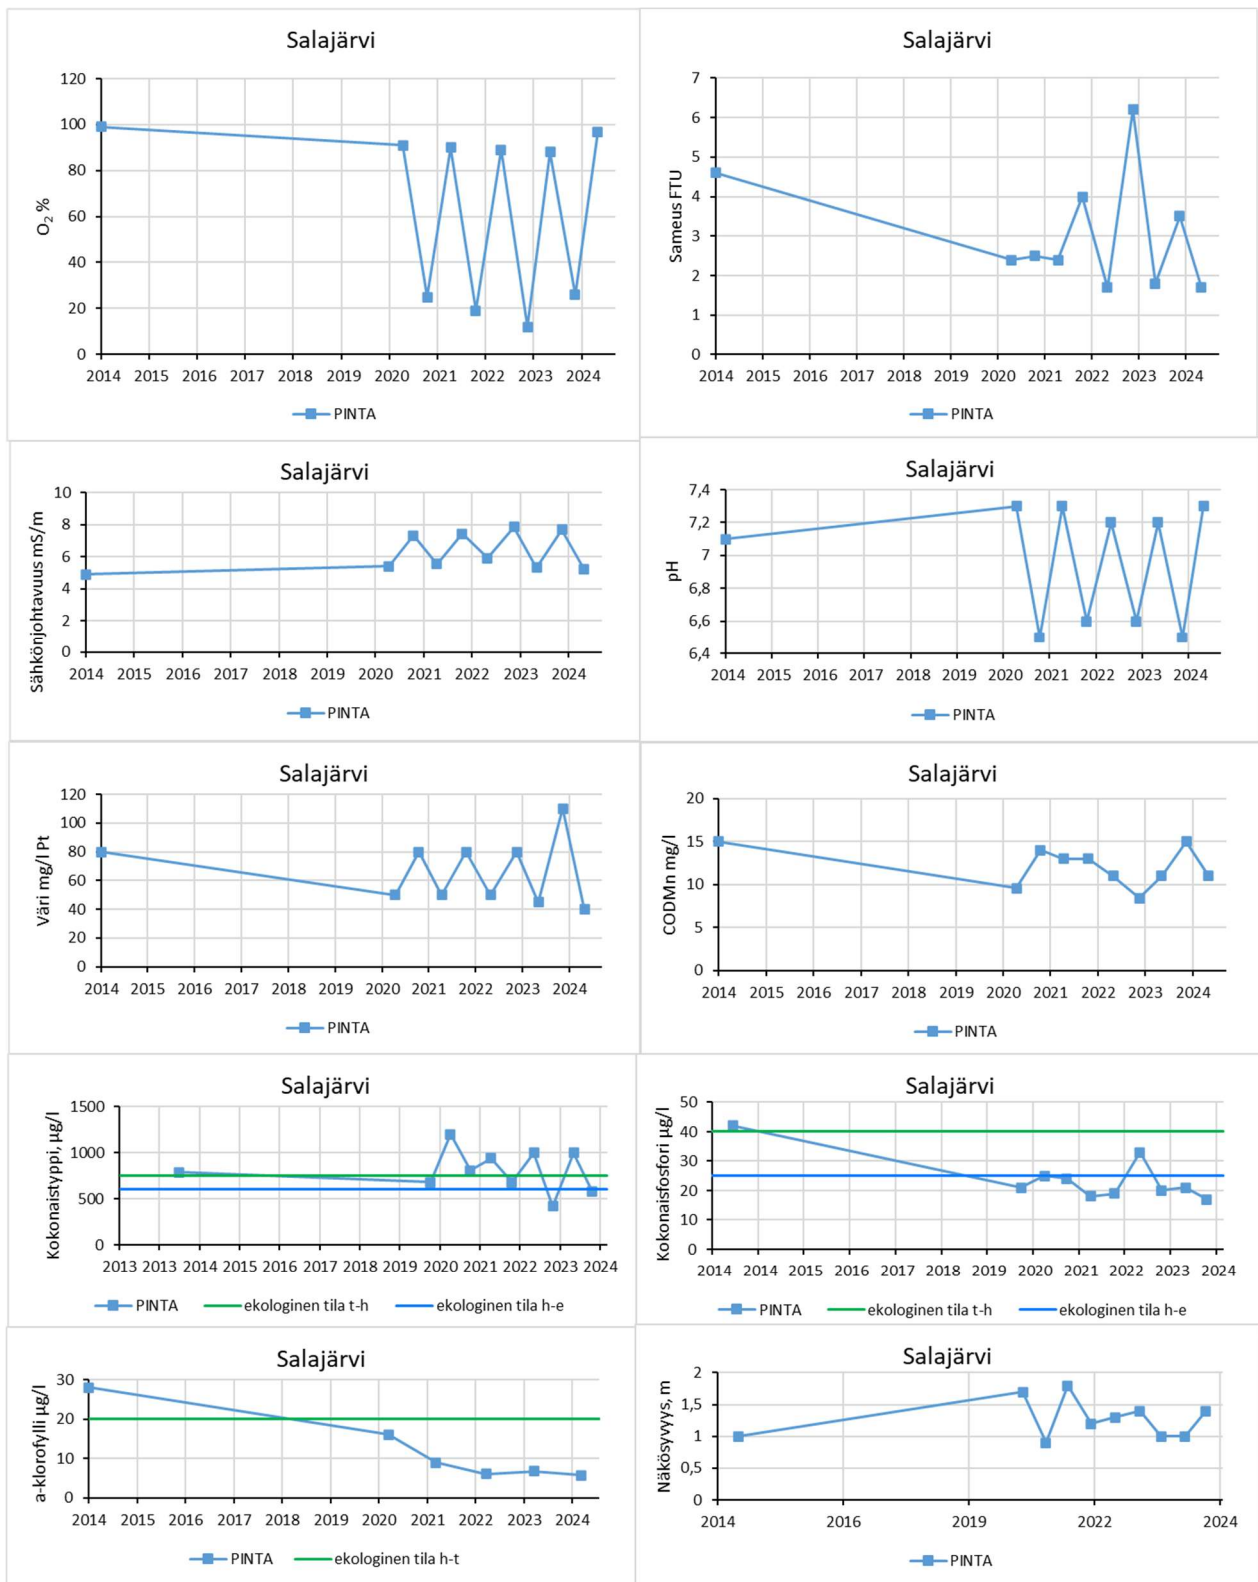 Salajärvi
O₂ %
120
100
80
60
40
20
0
2014 2015 2016 2017 2018 2019 2020 2021 2022 2023 2024
PINTA
Salajärvi
Sameus FTU
7
6
5
4
3
2
1
0
2014 2015 2016 2017 2018 2019 2020 2021 2022 2023 2024
PINTA
Salajärvi
Sähkönjohtavuus mS/m
10
8
6
4
2
0
2014 2015 2016 2017 2018 2019 2020 2021 2022 2023 2024
PINTA
Salajärvi
pH
7,4
7,2
7
6,8
6,6
6,4
2014 2015 2016 2017 2018 2019 2020 2021 2022 2023 2024
PINTA
Salajärvi
Väri mg/l Pt
120
100
80
60
40
20
0
2014 2015 2016 2017 2018 2019 2020 2021 2022 2023 2024
PINTA
Salajärvi
CODMn mg/l
20
15
10
5
0
2014 2015 2016 2017 2018 2019 2020 2021 2022 2023 2024
PINTA
Salajärvi
Kokonaistyppi, µg/l
1500
1000
500
0
2013 2013 2014 2015 2016 2017 2018 2019 2020 2021 2022 2023 2024
PINTA ekologinen tila t-h ekologinen tila h-e
Salajärvi
Kokonaisfosfori µg/l
50
40
30
20
10
0
2014 2014 2015 2016 2017 2018 2019 2020 2021 2022 2023 2024
PINTA ekologinen tila t-h ekologinen tila h-e
Salajärvi
a-klorofylli µg/l
30
20
10
0
2014 2015 2016 2017 2018 2019 2020 2021 2022 2023 2024
PINTA ekologinen tila h-t
Salajärvi
Näkösyvyys, m
2
1,5
1
0,5
0
2014 2016 2019 2022 2024
PINTA